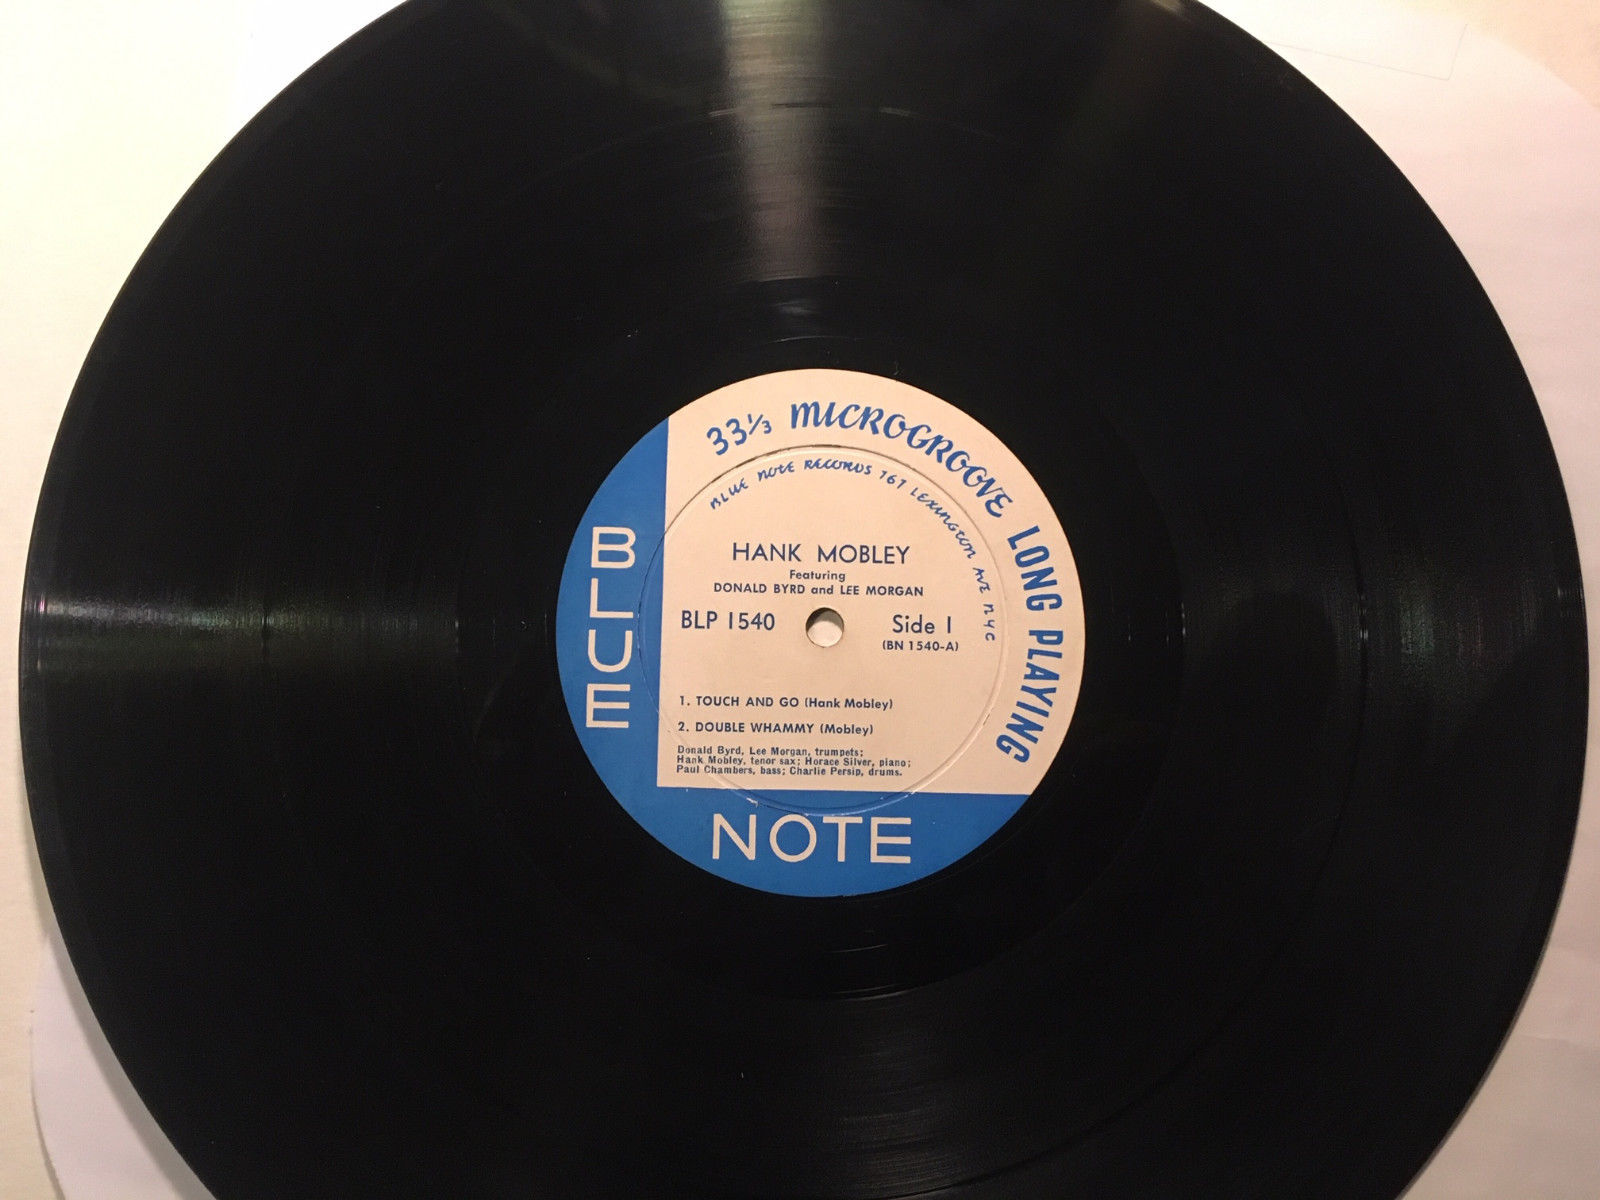 33⅓ MICROGROOVE LONG PLAYING
BLUE NOTE RECORDS 767 LEXINGTON AVE NYC
BLUE
HANK MOBLEY
Featuring
DONALD BYRD and LEE MORGAN
BLP 1540 Side 1
(BN 1540-A)
1. TOUCH AND GO (Hank Mobley)
2. DOUBLE WHAMMY (Mobley)
Donald Byrd, Lee Morgan, trumpets;
Hank Mobley, tenor sax; Horace Silver, piano;
Paul Chambers, bass; Charlie Persip, drums.
NOTE